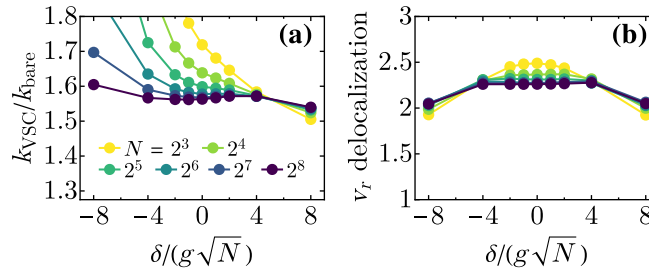 1.8
1.7
1.6
1.5
1.4
1.3
k_VSC/k_bare
(a)
N = 2^3 2^4
2^5 2^6 2^7 2^8
−8 −4 0 4 8
δ/(g√N)
3
2.5
2
1.5
1
v_r delocalization
(b)
−8 −4 0 4 8
δ/(g√N)